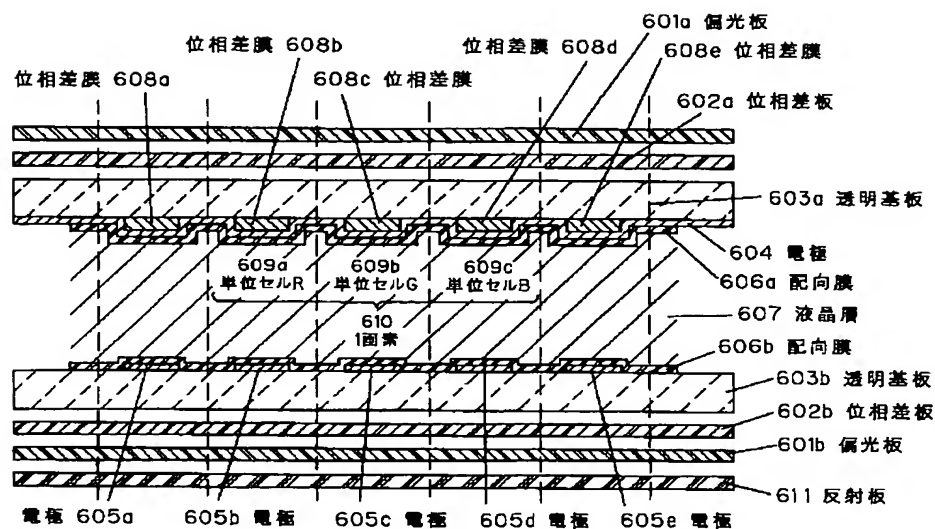 601a 偏光板
位相差膜 608b
位相差膜 608d
608e 位相差膜
位相差膜 608a
608c 位相差膜
602a 位相差板
603a 透明基板
604 電極
606a 配向膜
609a
単位セルR
609b
単位セルG
609c
単位セルB
610
1画素
607 液晶層
606b 配向膜
603b 透明基板
602b 位相差板
601b 偏光板
611 反射板
電極 605a
605b 電極
605c 電極
605d 電極
605e 電極